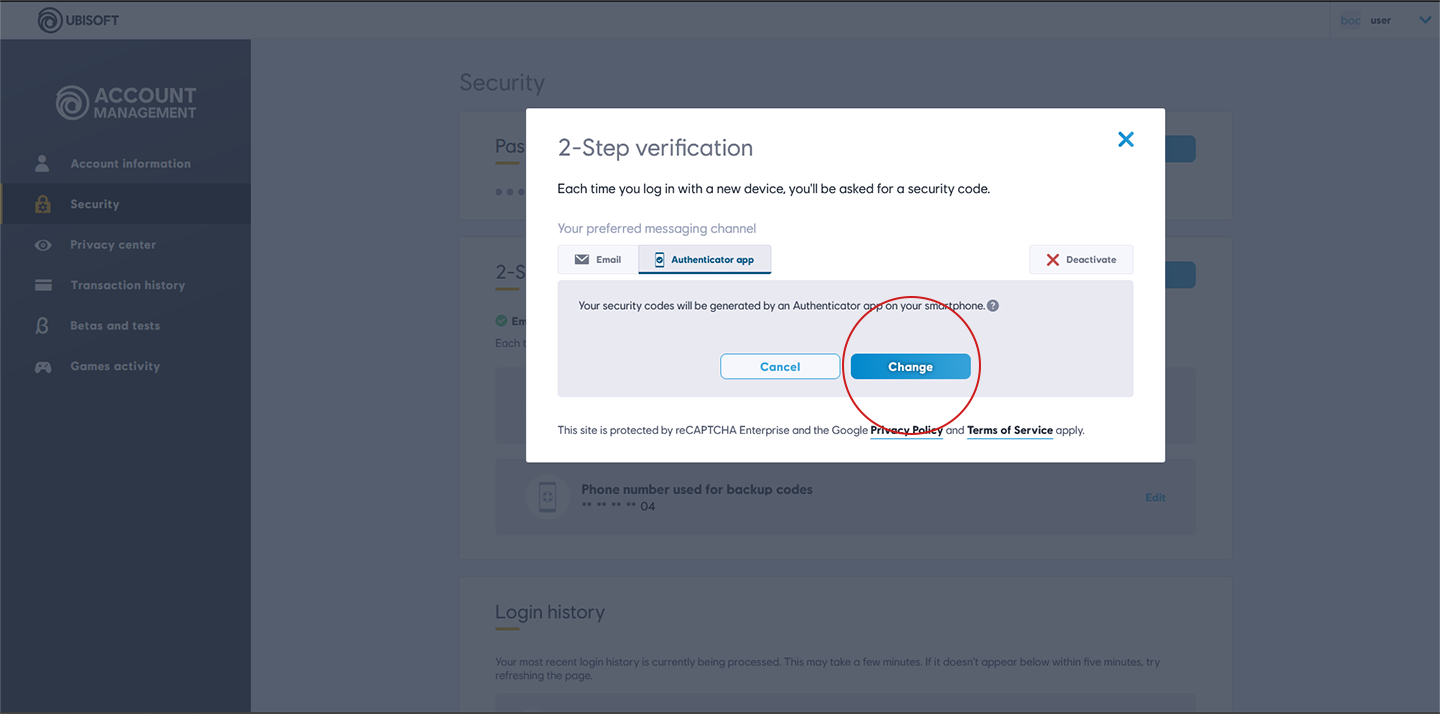 UBISOFT
boc user
ACCOUNT
MANAGEMENT
Account information
Security
Privacy center
Transaction history
Betas and tests
Games activity
Security
Pas
2-Step verification
Each time you log in with a new device, you'll be asked for a security code.
Your preferred messaging channel
Email
Authenticator app
Deactivate
Your security codes will be generated by an Authenticator app on your smartphone. ?
Cancel
Change
This site is protected by reCAPTCHA Enterprise and the Google Privacy Policy and Terms of Service apply.
2-S
Em
Each t
Phone number used for backup codes
** ** ** ** 04
Edit
Login history
Your most recent login history is currently being processed. This may take a few minutes. If it doesn't appear below within five minutes, try
refreshing the page.